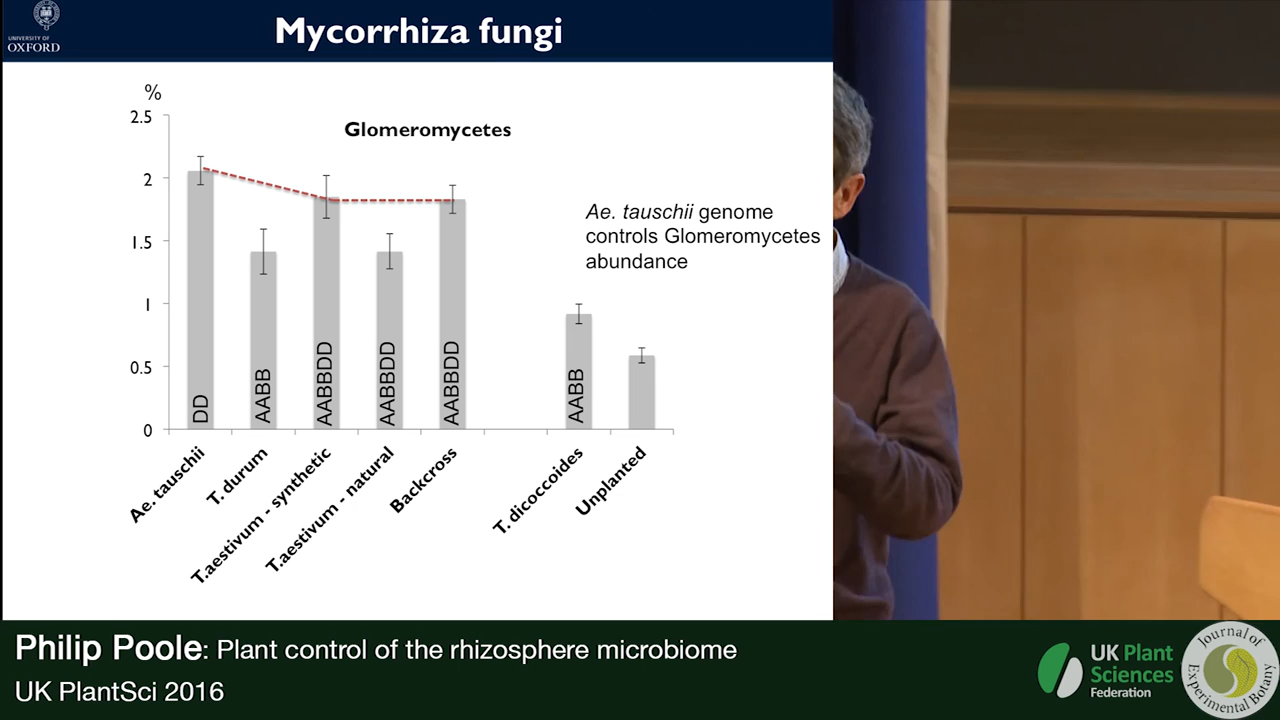 UNIVERSITY OF
OXFORD
Mycorrhiza fungi
%
2.5
2
1.5
1
0.5
0
Glomeromycetes
Ae. tauschii genome
controls Glomeromycetes
abundance
DD
AABB
AABBDD
AABBDD
AABBDD
AABB
Ae. tauschii
T. durum
T.aestivum - synthetic
T.aestivum - natural
Backcross
T. dicoccoides
Unplanted
Philip Poole: Plant control of the rhizosphere microbiome
UK PlantSci 2016
UK Plant
Sciences
Federation
Journal of
Experimental Botany